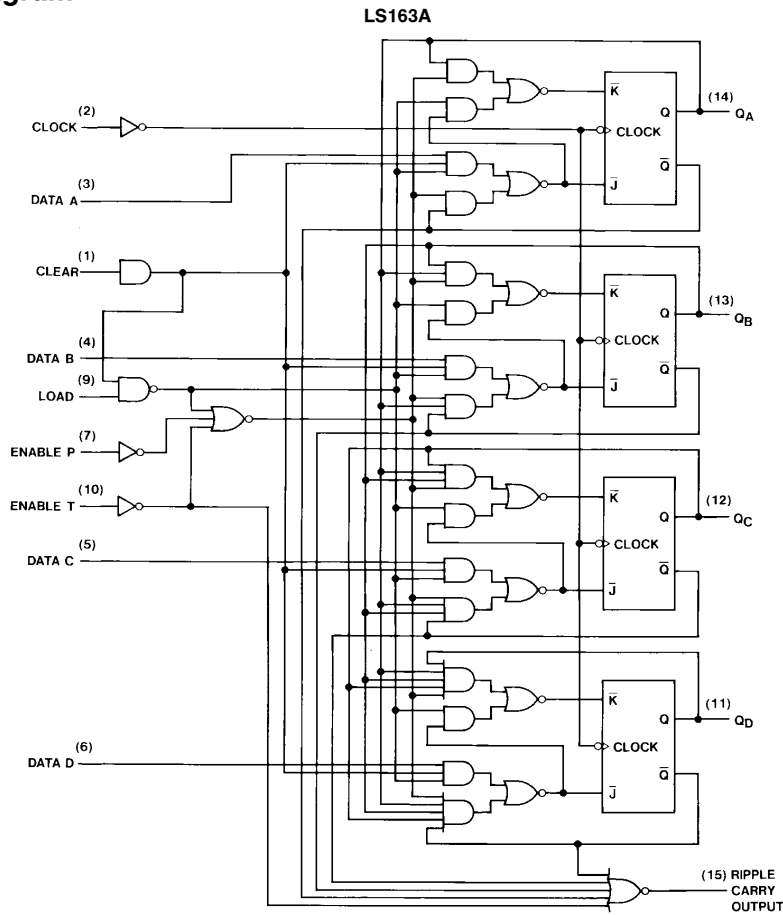 LS163A
K̅
(14)
Q
QA
(2)
CLOCK
CLOCK
Q̅
(3)
J̅
DATA A
(1)
CLEAR
K̅
(13)
Q
QB
(4)
CLOCK
DATA B
Q̅
(9)
LOAD
J̅
(7)
ENABLE P
K̅
(10)
(12)
ENABLE T
Q
QC
(5)
CLOCK
DATA C
Q̅
J̅
K̅
(11)
Q
QD
(6)
CLOCK
DATA D
Q̅
J̅
(15) RIPPLE
CARRY
OUTPUT